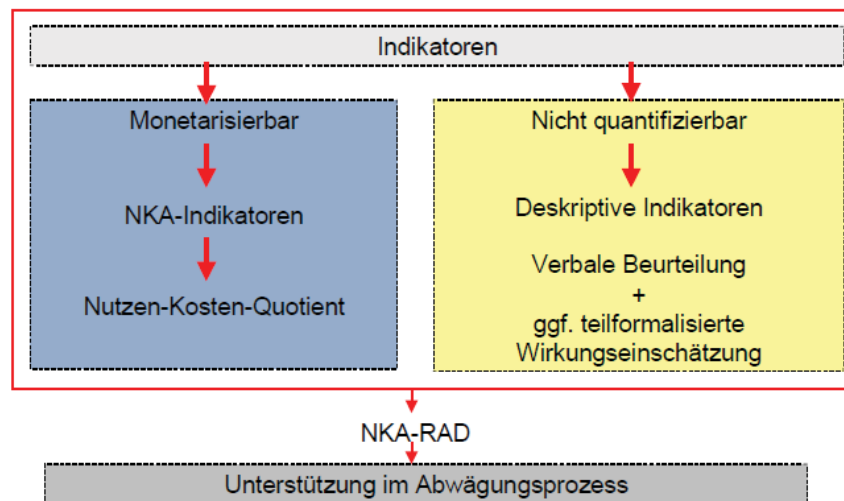 Indikatoren
Monetarisierbar
NKA-Indikatoren
Nutzen-Kosten-Quotient
Nicht quantifizierbar
Deskriptive Indikatoren
Verbale Beurteilung
+
ggf. teilformalisierte
Wirkungseinschätzung
NKA-RAD
Unterstützung im Abwägungsprozess